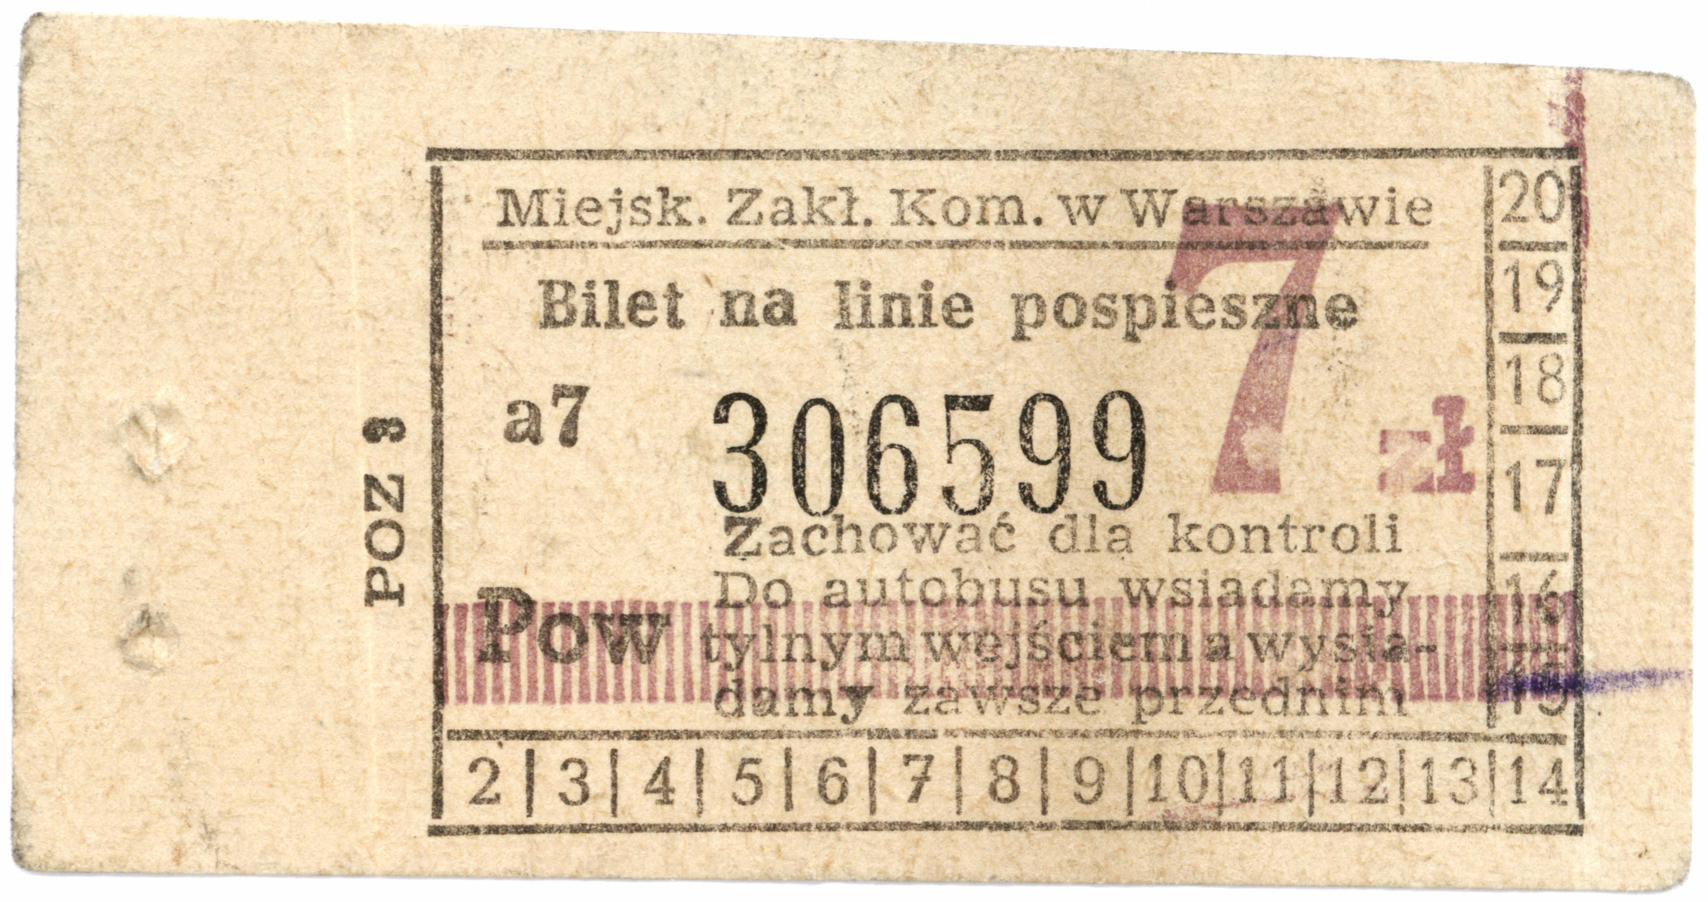 Miejsk. Zakł. Kom. w Warszawie
Bilet na linie pospieszne
7 zł
a7
306599
Zachować dla kontroli
Do autobusu wsiadamy
Pow
tylnym wejściem a wysia-
damy zawsze przednim
POZ 3
20
19
18
17
16
15
2 | 3 | 4 | 5 | 6 | 7 | 8 | 9 | 10 | 11 | 12 | 13 | 14